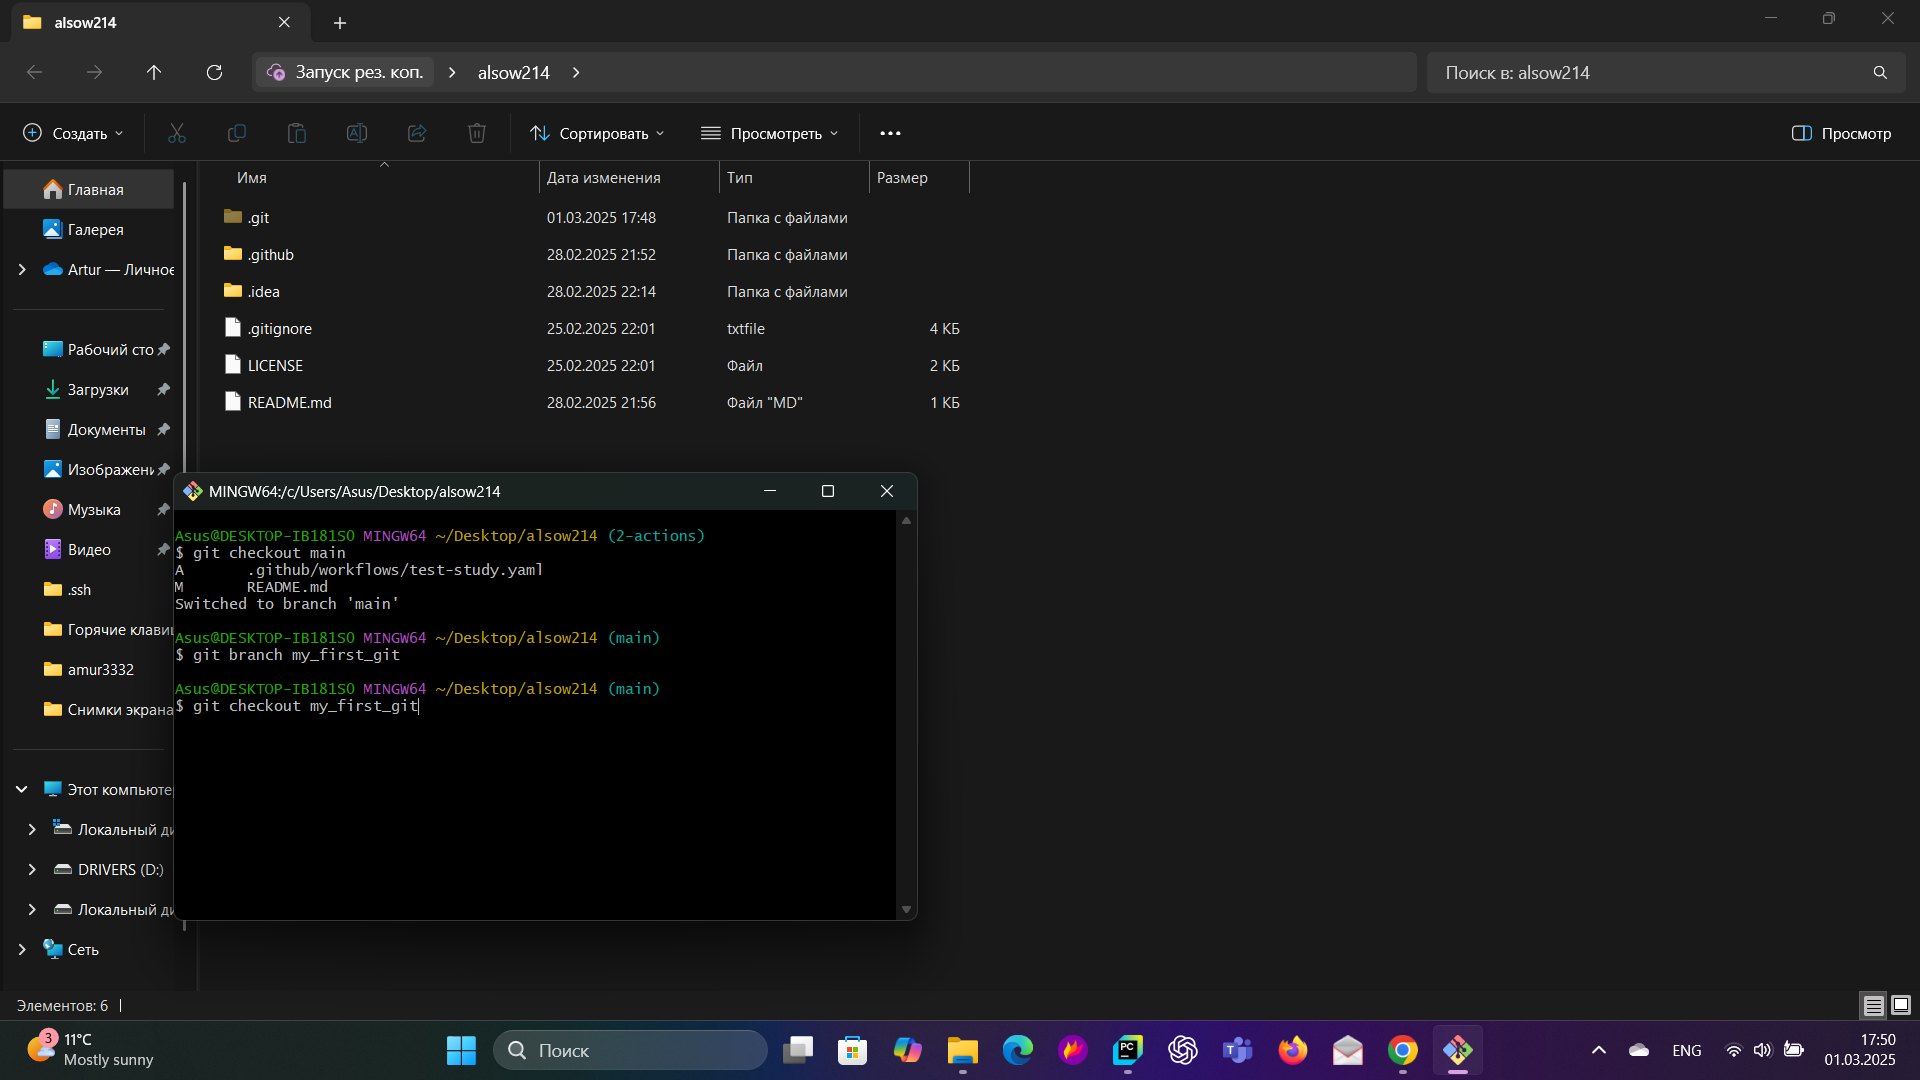 alsow214
Запуск рез. коп.
alsow214
Поиск в: alsow214
Создать
Сортировать
Просмотреть
Просмотр
Имя
Дата изменения
Тип
Размер
.git 01.03.2025 17:48 Папка с файлами
.github 28.02.2025 21:52 Папка с файлами
.idea 28.02.2025 22:14 Папка с файлами
.gitignore 25.02.2025 22:01 txtfile 4 КБ
LICENSE 25.02.2025 22:01 Файл 2 КБ
README.md 28.02.2025 21:56 Файл "MD" 1 КБ
Главная
Галерея
Artur — Личное
Рабочий сто
Загрузки
Документы
Изображени
Музыка
Видео
.ssh
Горячие клави
amur3332
Снимки экрана
Этот компьюте
Локальный ди
DRIVERS (D:)
Локальный ди
Сеть
MINGW64:/c/Users/Asus/Desktop/alsow214
Asus@DESKTOP-IB181SO MINGW64 ~/Desktop/alsow214 (2-actions)
$ git checkout main
A .github/workflows/test-study.yaml
M README.md
Switched to branch 'main'
Asus@DESKTOP-IB181SO MINGW64 ~/Desktop/alsow214 (main)
$ git branch my_first_git
Asus@DESKTOP-IB181SO MINGW64 ~/Desktop/alsow214 (main)
$ git checkout my_first_git
Элементов: 6
3
11°C
Mostly sunny
Поиск
PC
T
ENG
17:50
01.03.2025